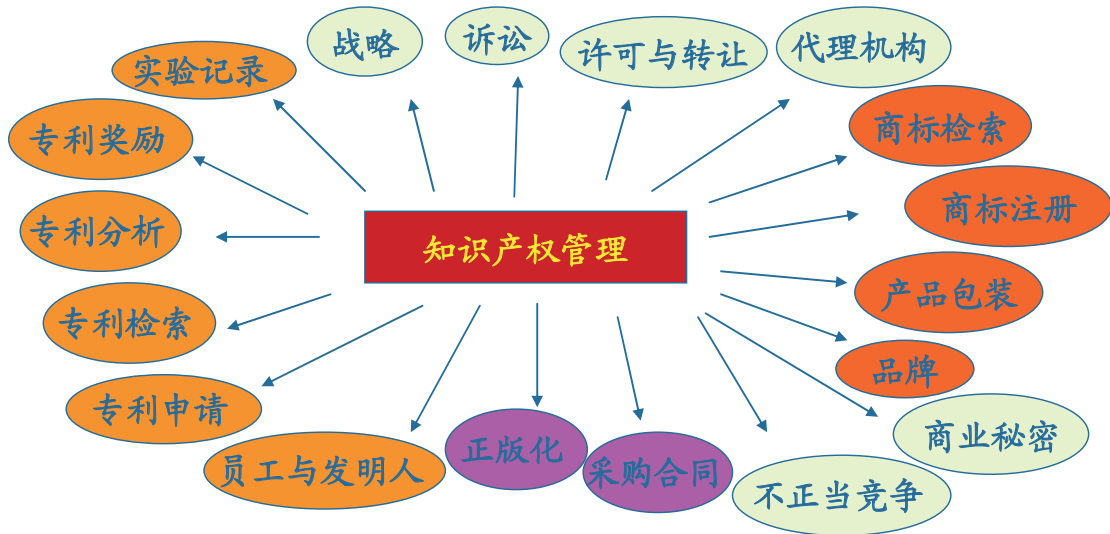 战略
诉讼
许可与转让
代理机构
实验记录
商标检索
专利奖励
商标注册
专利分析
知识产权管理
产品包装
专利检索
品牌
专利申请
商业秘密
员工与发明人
正版化
采购合同
不正当竞争